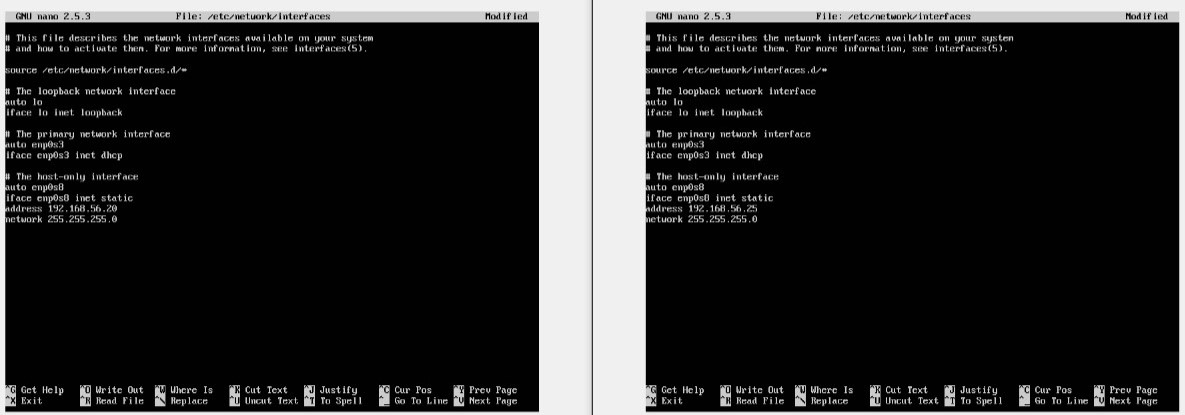 GNU nano 2.5.3 File: /etc/network/interfaces Modified
# This file describes the network interfaces available on your system
# and how to activate them. For more information, see interfaces(5).
source /etc/network/interfaces.d/*
# The loopback network interface
auto lo
iface lo inet loopback
# The primary network interface
auto enp0s3
iface enp0s3 inet dhcp
# The host-only interface
auto enp0s8
iface enp0s8 inet static
address 192.168.56.20
network 255.255.255.0
^G Get Help ^O Write Out ^W Where Is ^K Cut Text ^J Justify ^C Cur Pos ^Y Prev Page
^X Exit ^R Read File ^\ Replace ^U Uncut Text ^T To Spell ^_ Go To Line ^V Next Page
GNU nano 2.5.3 File: /etc/network/interfaces Modified
# This file describes the network interfaces available on your system
# and how to activate them. For more information, see interfaces(5).
source /etc/network/interfaces.d/*
# The loopback network interface
auto lo
iface lo inet loopback
# The primary network interface
auto enp0s3
iface enp0s3 inet dhcp
# The host-only interface
auto enp0s8
iface enp0s8 inet static
address 192.168.56.25
network 255.255.255.0
^G Get Help ^O Write Out ^W Where Is ^K Cut Text ^J Justify ^C Cur Pos ^Y Prev Page
^X Exit ^R Read File ^\ Replace ^U Uncut Text ^T To Spell ^_ Go To Line ^V Next Page